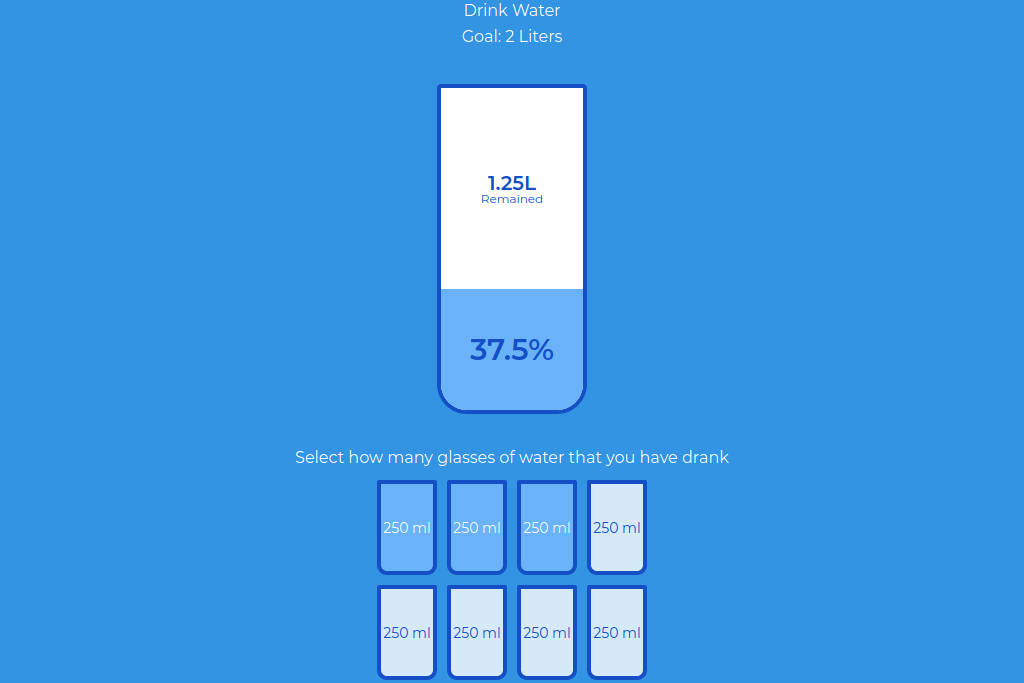 Drink Water
Goal: 2 Liters
1.25L
Remained
37.5%
Select how many glasses of water that you have drank
250 ml 250 ml 250 ml 250 ml
250 ml 250 ml 250 ml 250 ml